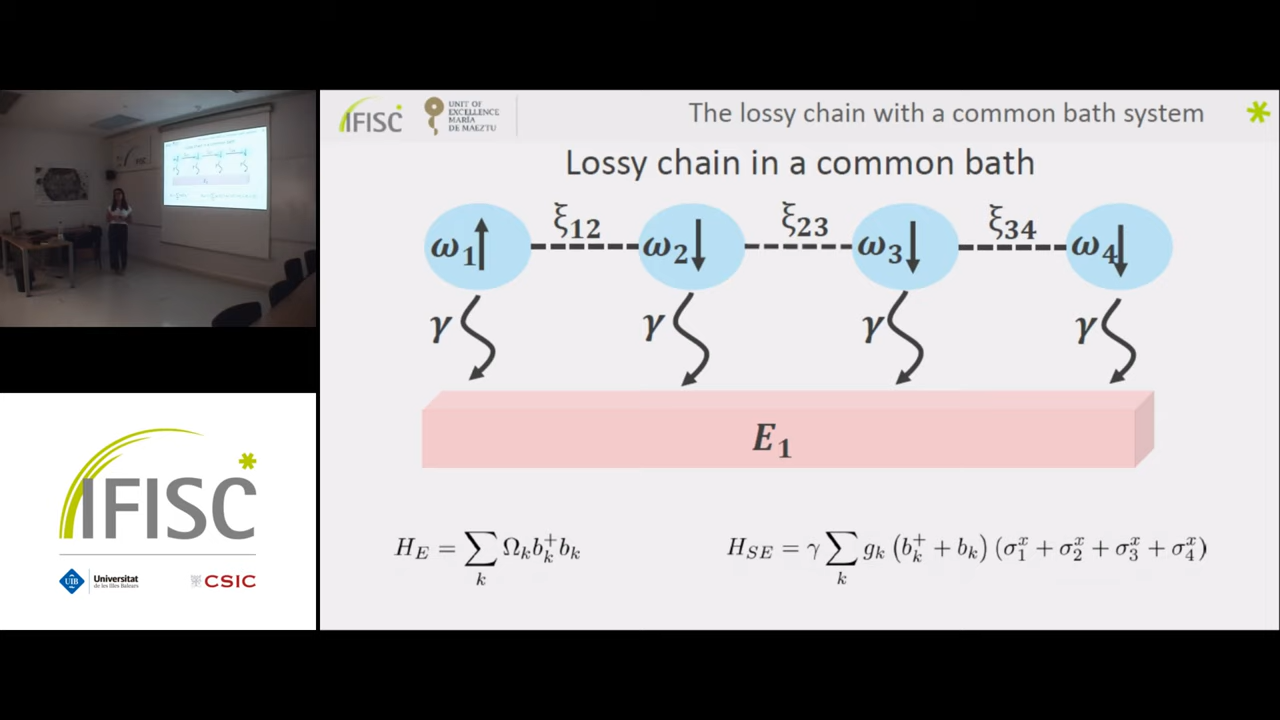 IFISC
UNIT OF
EXCELLENCE
MARÍA
DE MAEZTU
The lossy chain with a common bath system
Lossy chain in a common bath
ω₁ ξ₁₂ ω₂ ξ₂₃ ω₃ ξ₃₄ ω₄
γ γ γ γ
E₁
H_E = ∑_k Ω_k b_k^+ b_k
H_SE = γ ∑_k g_k (b_k^+ + b_k) (σ_1^x + σ_2^x + σ_3^x + σ_4^x)
IFISC
UIB
Universitat
de les Illes Balears
CSIC